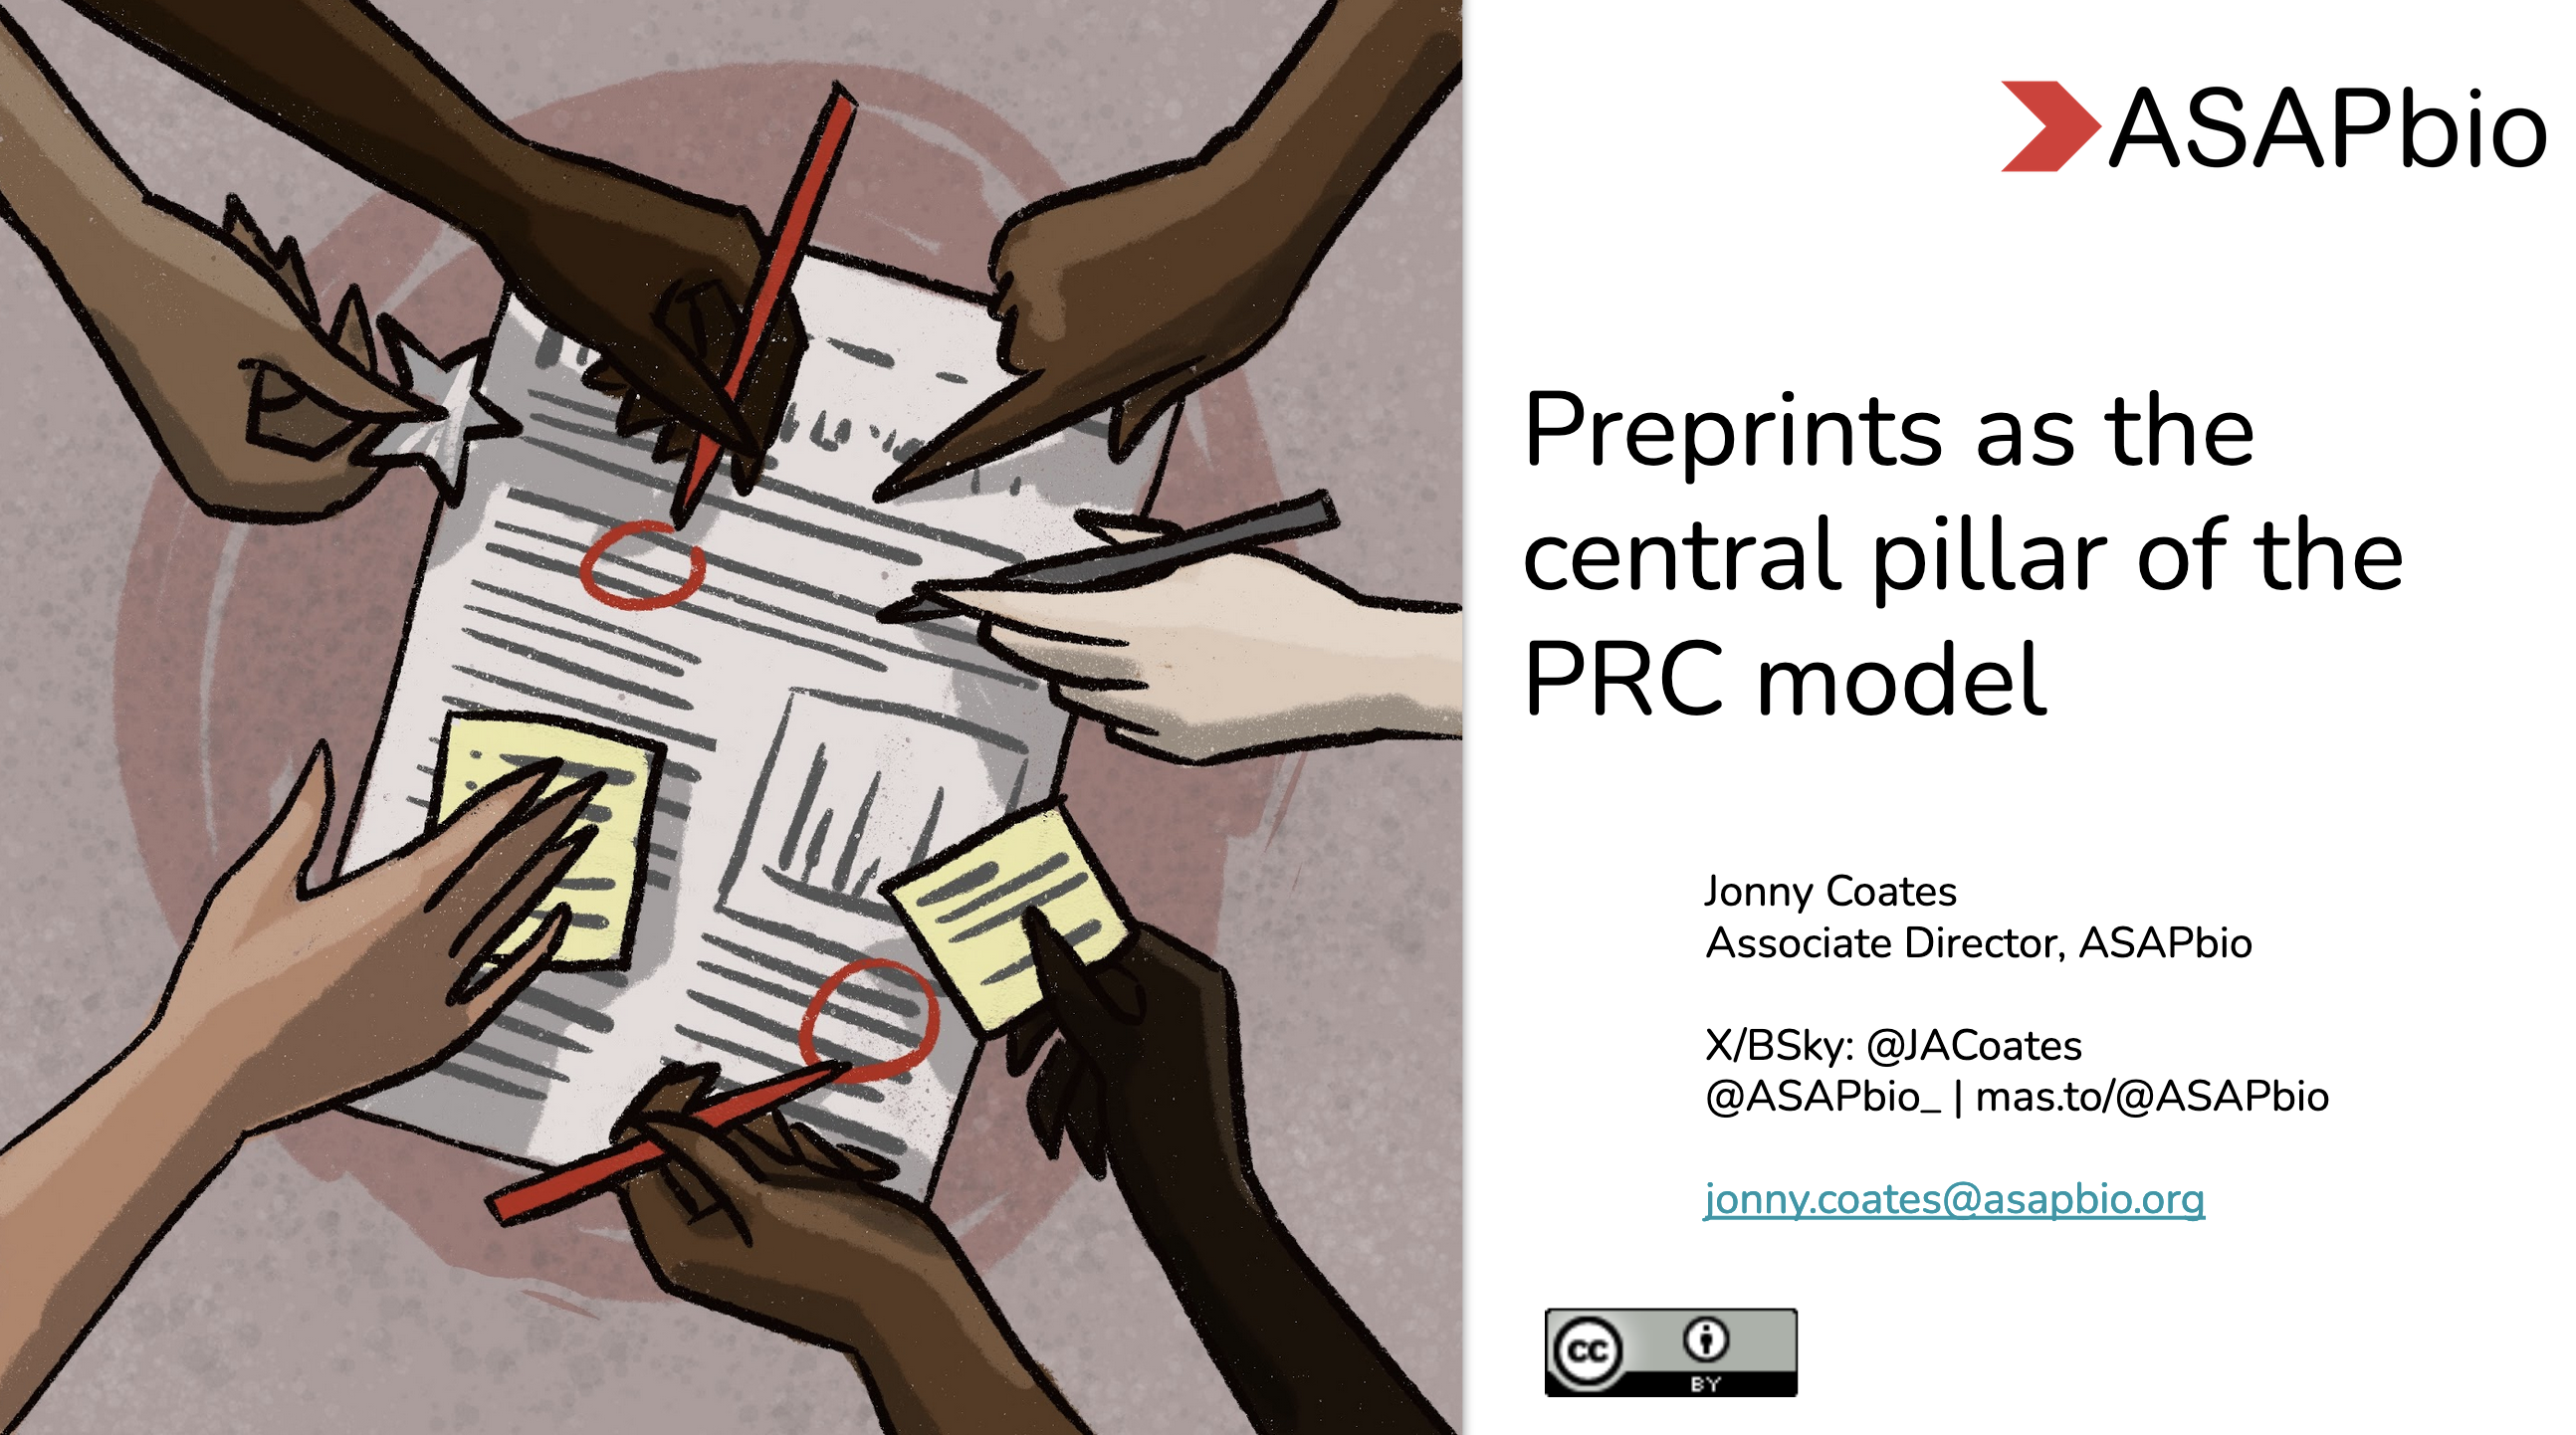 ASAPbio
Preprints as the
central pillar of the
PRC model
Jonny Coates
Associate Director, ASAPbio
X/BSky: @JACoates
@ASAPbio_ | mas.to/@ASAPbio
jonny.coates@asapbio.org
cc
BY